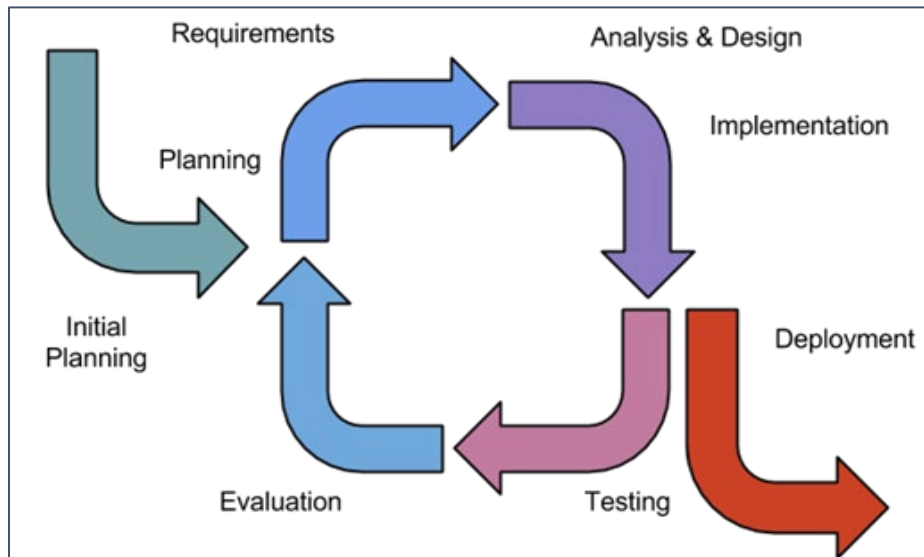 Requirements
Analysis & Design
Implementation
Planning
Initial
Planning
Deployment
Evaluation
Testing